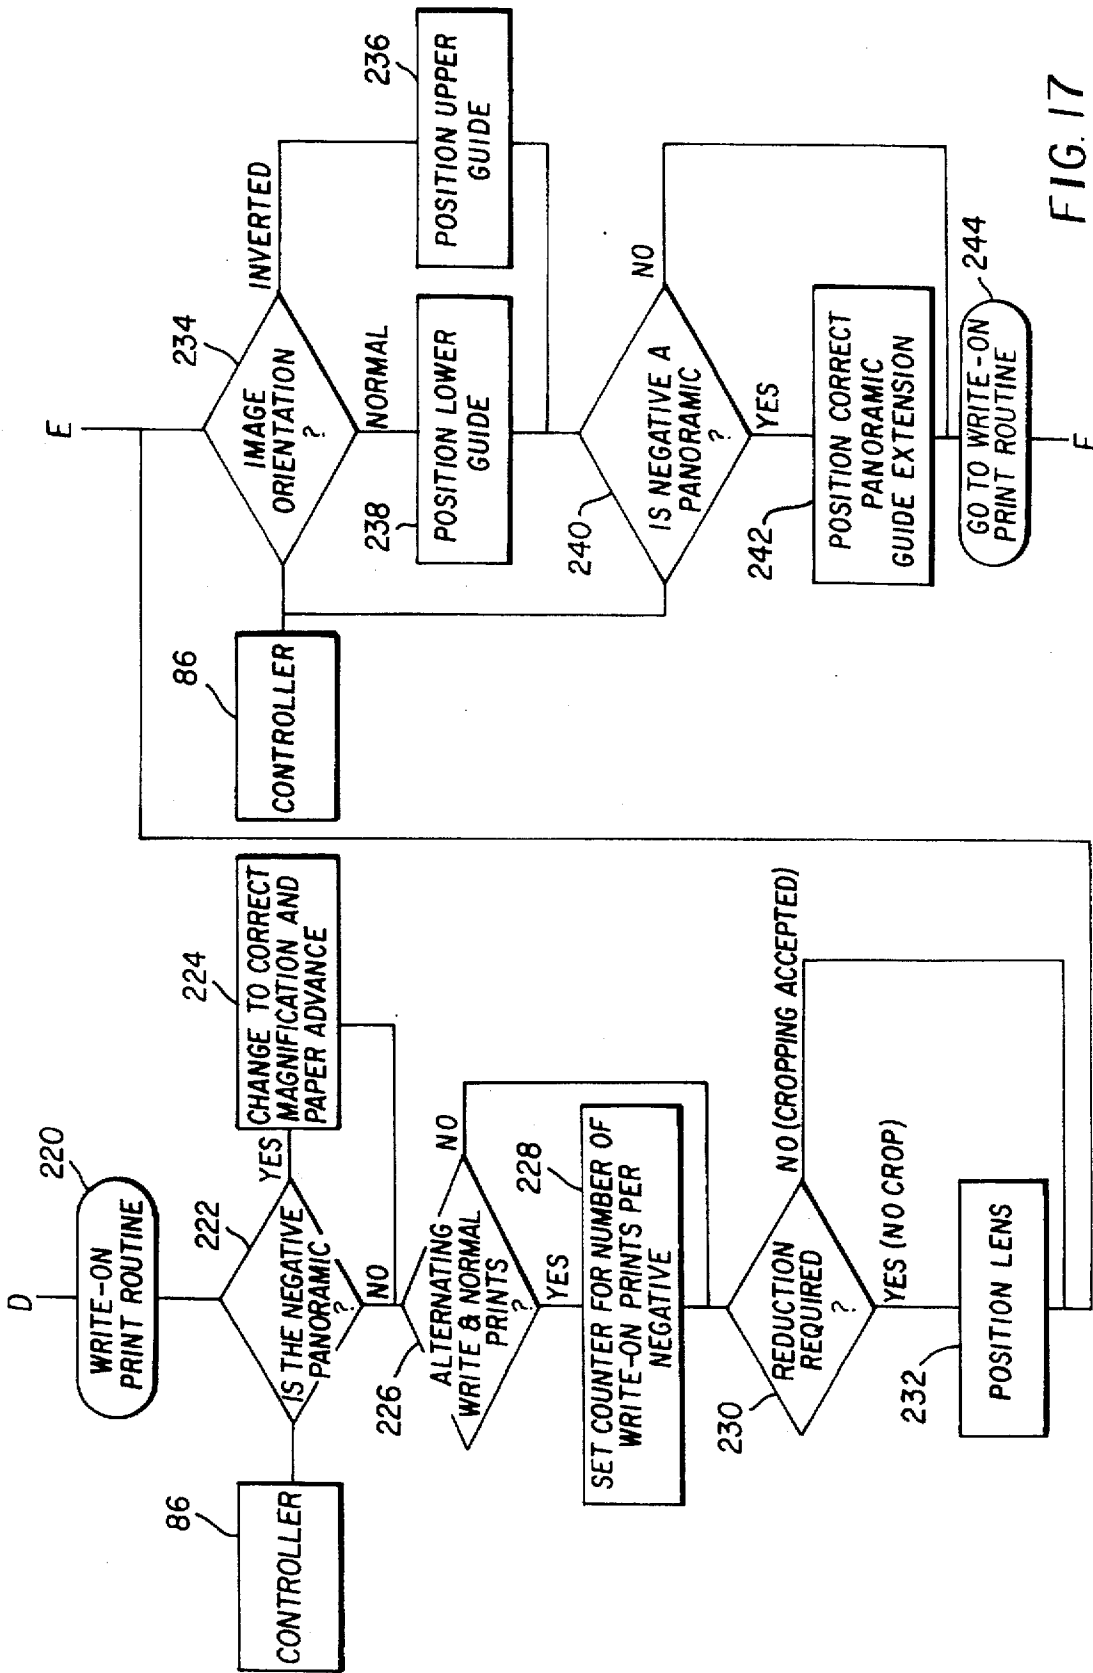 D
220
WRITE-ON
PRINT ROUTINE
222
86
CONTROLLER
IS THE NEGATIVE
PANORAMIC
?
YES
224
CHANGE TO CORRECT
MAGNIFICATION AND
PAPER ADVANCE
NO
226
ALTERNATING
WRITE & NORMAL
PRINTS
?
NO
YES
228
SET COUNTER FOR NUMBER OF
WRITE-ON PRINTS PER
NEGATIVE
230
REDUCTION
REQUIRED
?
NO (CROPPING ACCEPTED)
YES (NO CROP)
232
POSITION LENS
E
234
86
CONTROLLER
IMAGE
ORIENTATION
?
INVERTED
236
POSITION UPPER
GUIDE
NORMAL
238
POSITION LOWER
GUIDE
240
IS NEGATIVE A
PANORAMIC
?
NO
YES
242
POSITION CORRECT
PANORAMIC
GUIDE EXTENSION
244
GO TO WRITE-ON
PRINT ROUTINE
F
FIG. 17